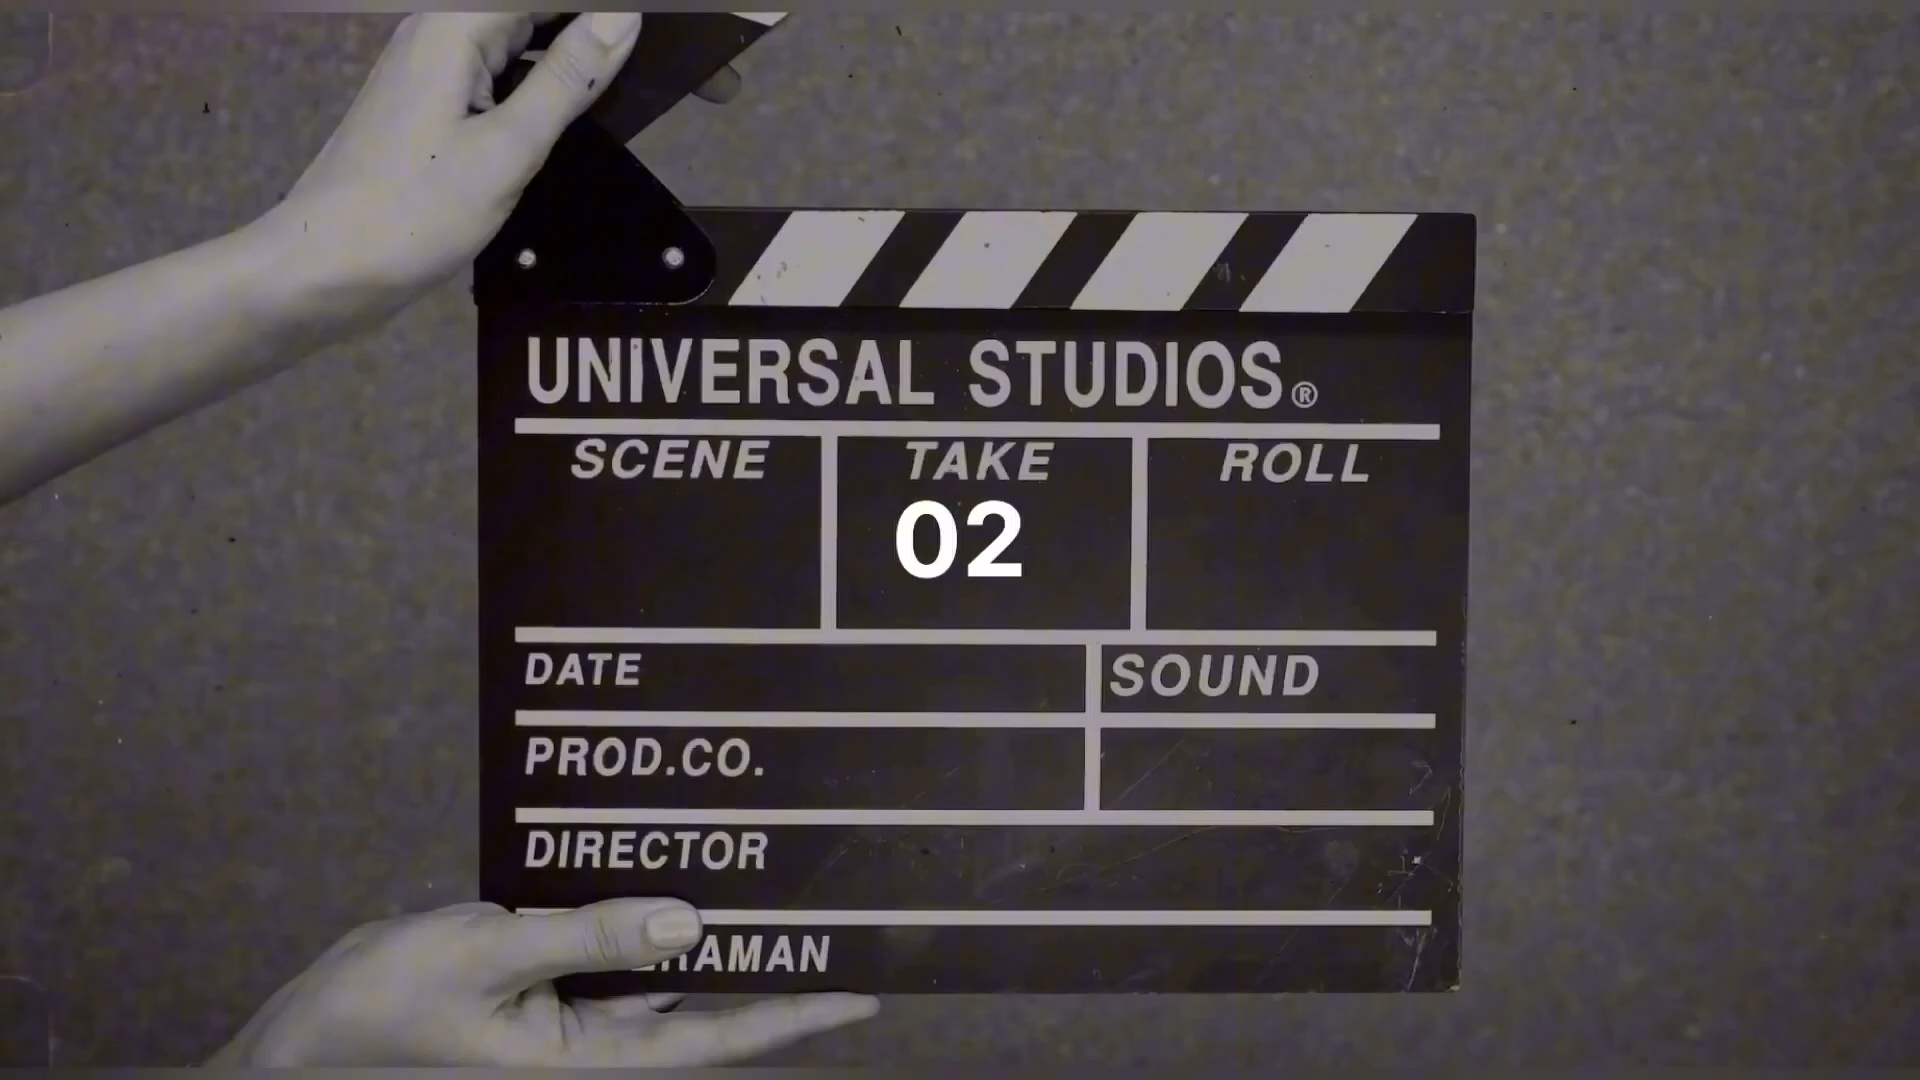 UNIVERSAL STUDIOS®
SCENE TAKE ROLL
02
DATE SOUND
PROD.CO.
DIRECTOR
ERAMAN